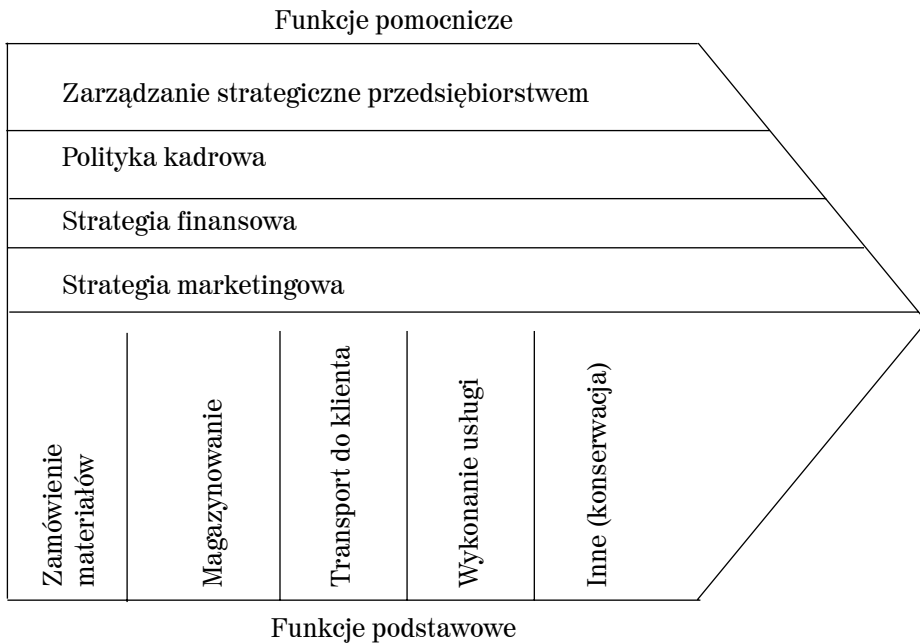 Funkcje pomocnicze
Zarządzanie strategiczne przedsiębiorstwem
Polityka kadrowa
Strategia finansowa
Strategia marketingowa
Zamówienie
materiałów
Magazynowanie
Transport do klienta
Wykonanie usługi
Inne (konserwacja)
Funkcje podstawowe